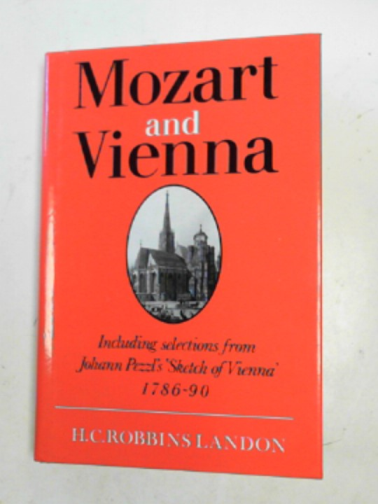 Mozart
and
Vienna
Including selections from
Johann Pezzl's 'Sketch of Vienna'
1786-90
H.C.ROBBINS LANDON